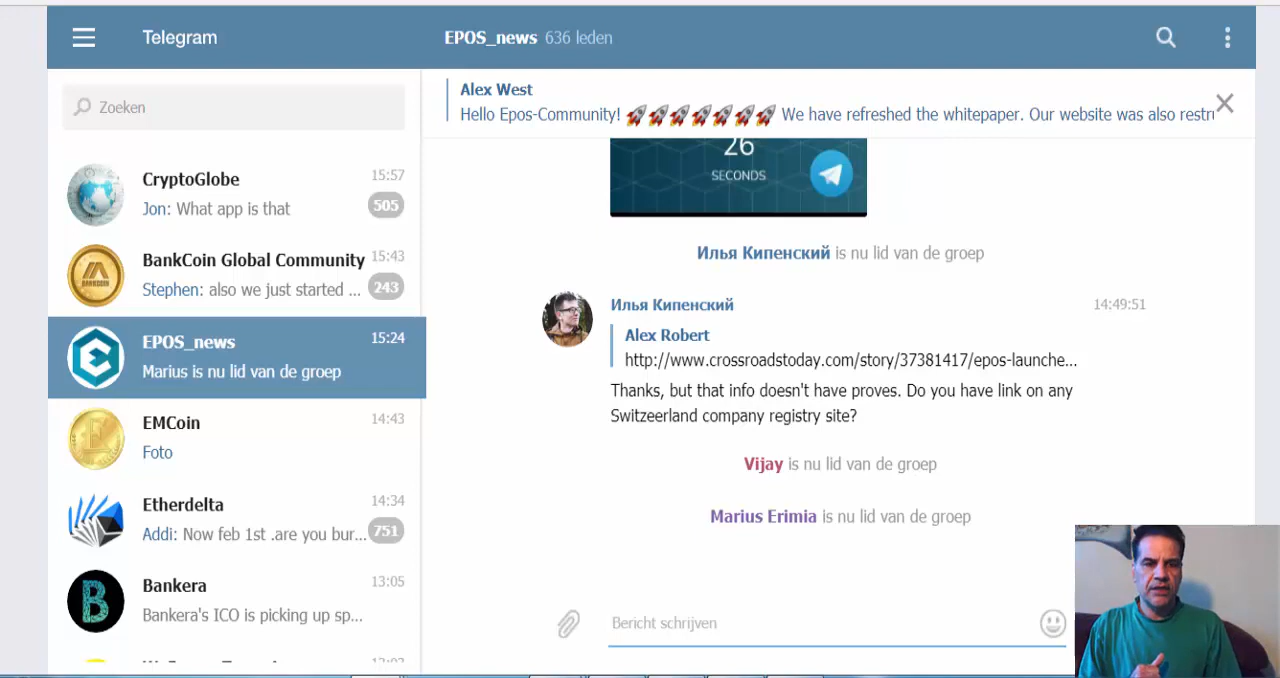 Telegram
EPOS_news 636 leden
Zoeken
Alex West
Hello Epos-Community! 🚀🚀🚀🚀🚀🚀🚀 We have refreshed the whitepaper. Our website was also restru
CryptoGlobe 15:57
Jon: What app is that 505
BankCoin Global Community 15:43
Stephen: also we just started ... 243
BANKCOIN
EPOS_news 15:24
Marius is nu lid van de groep
EMCoin 14:43
Foto
Etherdelta 14:34
Addi: Now feb 1st .are you bur... 751
Bankera 13:05
Bankera's ICO is picking up sp...
26
SECONDS
Илья Кипенский is nu lid van de groep
Илья Кипенский 14:49:51
Alex Robert
http://www.crossroadstoday.com/story/37381417/epos-launche...
Thanks, but that info doesn't have proves. Do you have link on any
Switzeerland company registry site?
Vijay is nu lid van de groep
Marius Erimia is nu lid van de groep
Bericht schrijven